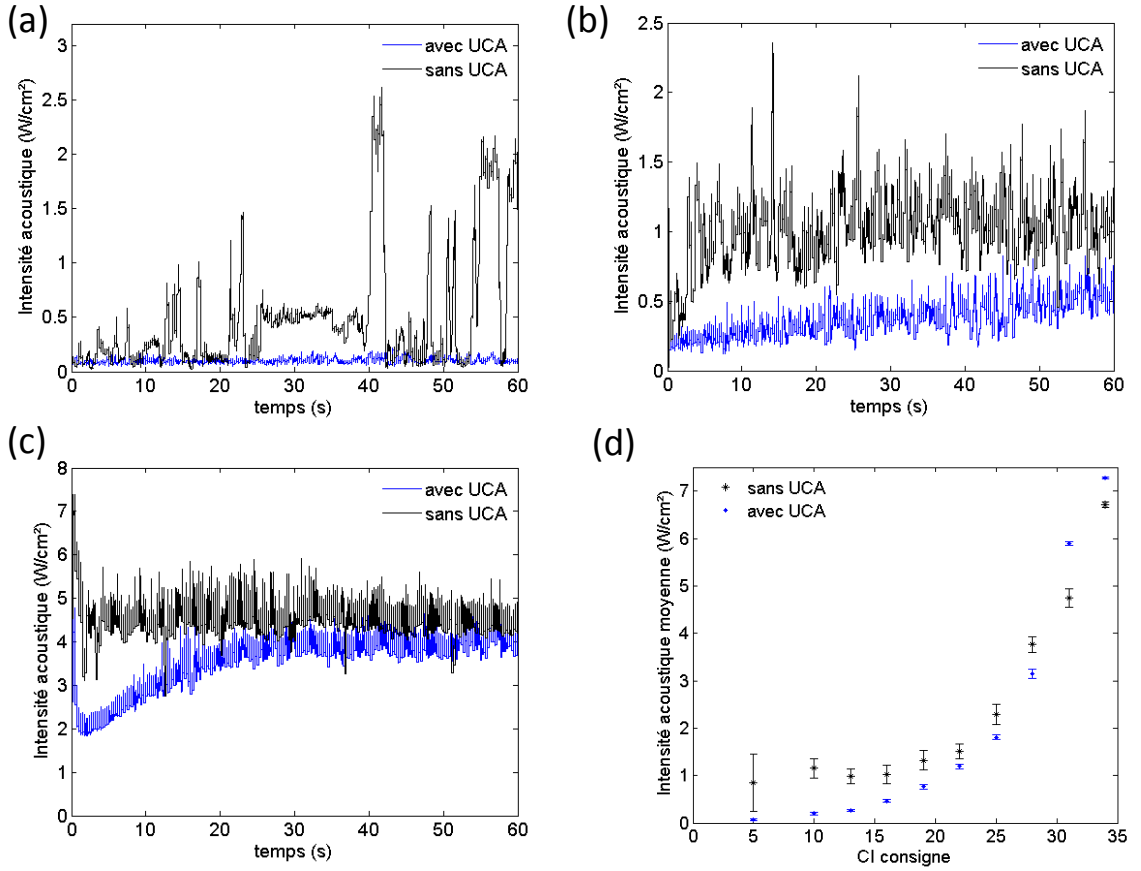 (a)
Intensité acoustique (W/cm²)
3
2.5
2
1.5
1
0.5
0
avec UCA
sans UCA
0 10 20 30 40 50 60
temps (s)
(b)
Intensité acoustique (W/cm²)
2.5
2
1.5
1
0.5
0
avec UCA
sans UCA
0 10 20 30 40 50 60
temps (s)
(c)
Intensité acoustique (W/cm²)
8
7
6
5
4
3
2
1
0
avec UCA
sans UCA
0 10 20 30 40 50 60
temps (s)
(d)
Intensité acoustique moyenne (W/cm²)
7
6
5
4
3
2
1
0
sans UCA
avec UCA
0 5 10 15 20 25 30 35
CI consigne